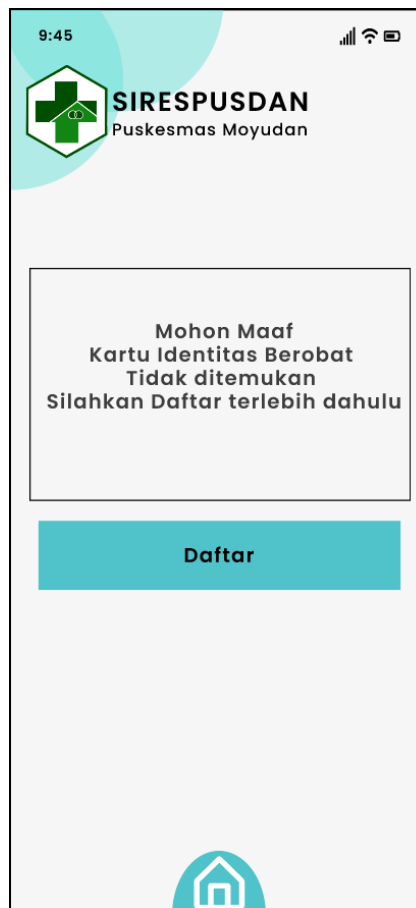 9:45
SIRESPUSDAN
Puskesmas Moyudan
Mohon Maaf
Kartu Identitas Berobat
Tidak ditemukan
Silahkan Daftar terlebih dahulu
Daftar